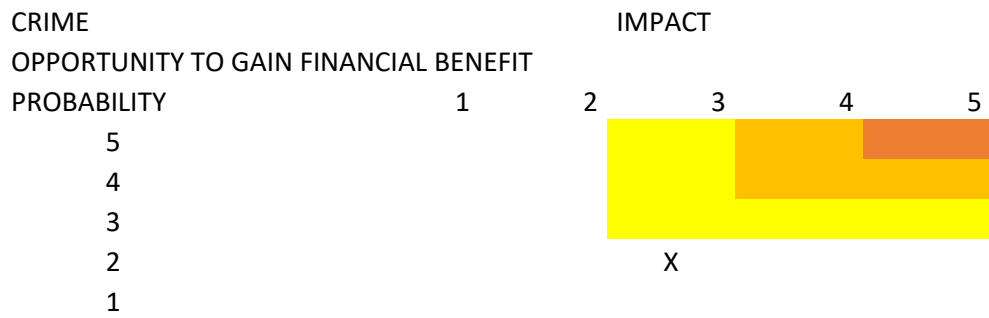 CRIME IMPACT
OPPORTUNITY TO GAIN FINANCIAL BENEFIT
PROBABILITY 1 2 3 4 5
5
4
3
2 X
1